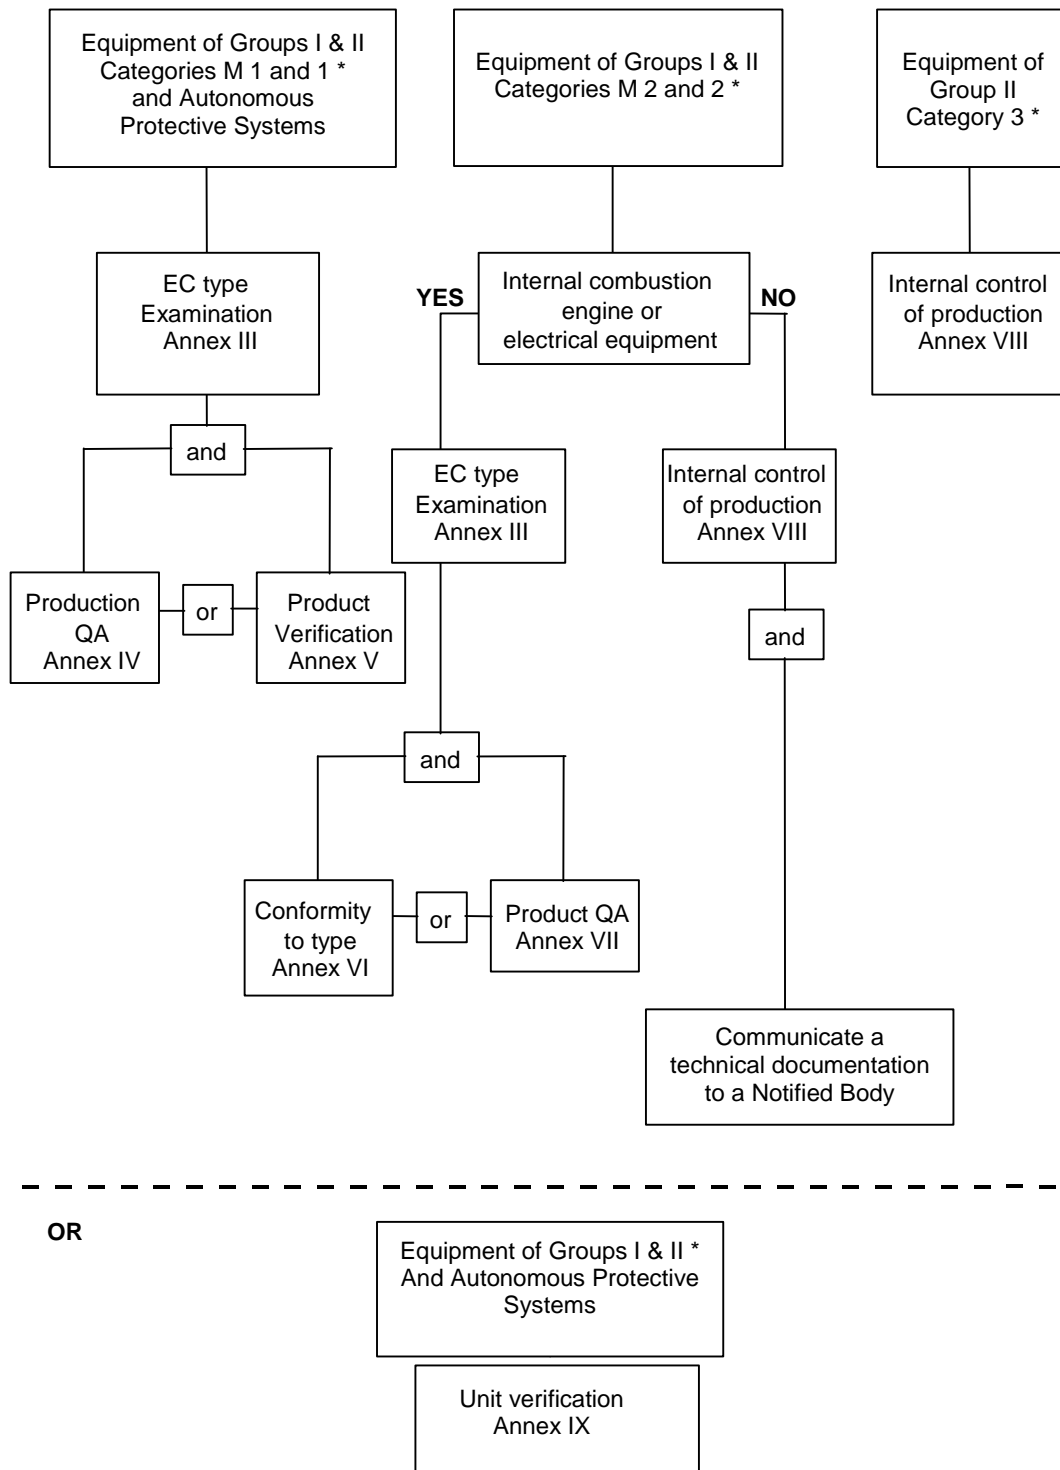 Equipment of Groups I & II
Categories M 1 and 1 *
and Autonomous
Protective Systems
Equipment of Groups I & II
Categories M 2 and 2 *
Equipment of
Group II
Category 3 *
EC type
Examination
Annex III
YES
Internal combustion
engine or
electrical equipment
NO
Internal control
of production
Annex VIII
and
EC type
Examination
Annex III
Internal control
of production
Annex VIII
Production
QA
Annex IV
or
Product
Verification
Annex V
and
and
Conformity
to type
Annex VI
or
Product QA
Annex VII
Communicate a
technical documentation
to a Notified Body
OR
Equipment of Groups I & II *
And Autonomous Protective
Systems
Unit verification
Annex IX